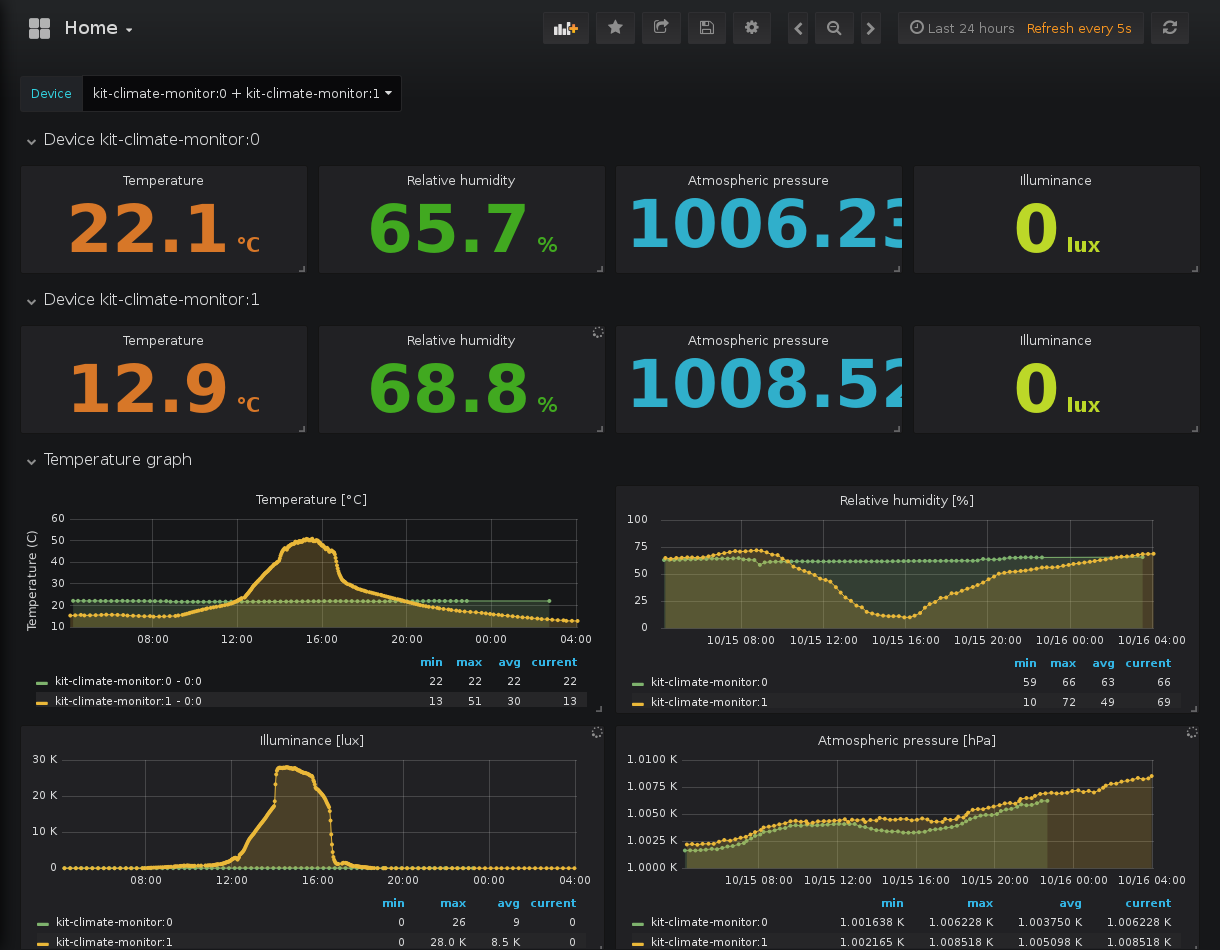 Home
Last 24 hours Refresh every 5s
Device kit-climate-monitor:0 + kit-climate-monitor:1
Device kit-climate-monitor:0
Temperature Relative humidity Atmospheric pressure Illuminance
22.1 °C 65.7 % 1006.23 0 lux
Device kit-climate-monitor:1
Temperature Relative humidity Atmospheric pressure Illuminance
12.9 °C 68.8 % 1008.52 0 lux
Temperature graph
Temperature [°C]
Temperature (C)
60
50
40
30
20
10
08:00 12:00 16:00 20:00 00:00 04:00
min max avg current
kit-climate-monitor:0 - 0:0 22 22 22 22
kit-climate-monitor:1 - 0:0 13 51 30 13
Relative humidity [%]
100
75
50
25
0
10/15 08:00 10/15 12:00 10/15 16:00 10/15 20:00 10/16 00:00 10/16 04:00
min max avg current
kit-climate-monitor:0 59 66 63 66
kit-climate-monitor:1 10 72 49 69
Illuminance [lux]
30 K
20 K
10 K
0
08:00 12:00 16:00 20:00 00:00 04:00
min max avg current
kit-climate-monitor:0 0 26 9 0
kit-climate-monitor:1 0 28.0 K 8.5 K 0
Atmospheric pressure [hPa]
1.0100 K
1.0075 K
1.0050 K
1.0025 K
1.0000 K
10/15 08:00 10/15 12:00 10/15 16:00 10/15 20:00 10/16 00:00 10/16 04:00
min max avg current
kit-climate-monitor:0 1.001638 K 1.006228 K 1.003750 K 1.006228 K
kit-climate-monitor:1 1.002165 K 1.008518 K 1.005098 K 1.008518 K